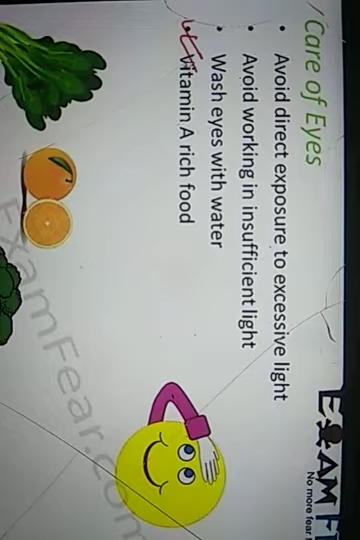 Care of Eyes
• Avoid direct exposure to excessive light
• Avoid working in insufficient light
• Wash eyes with water
• Vitamin A rich food
ExamFear.com
EXAM
No more fear